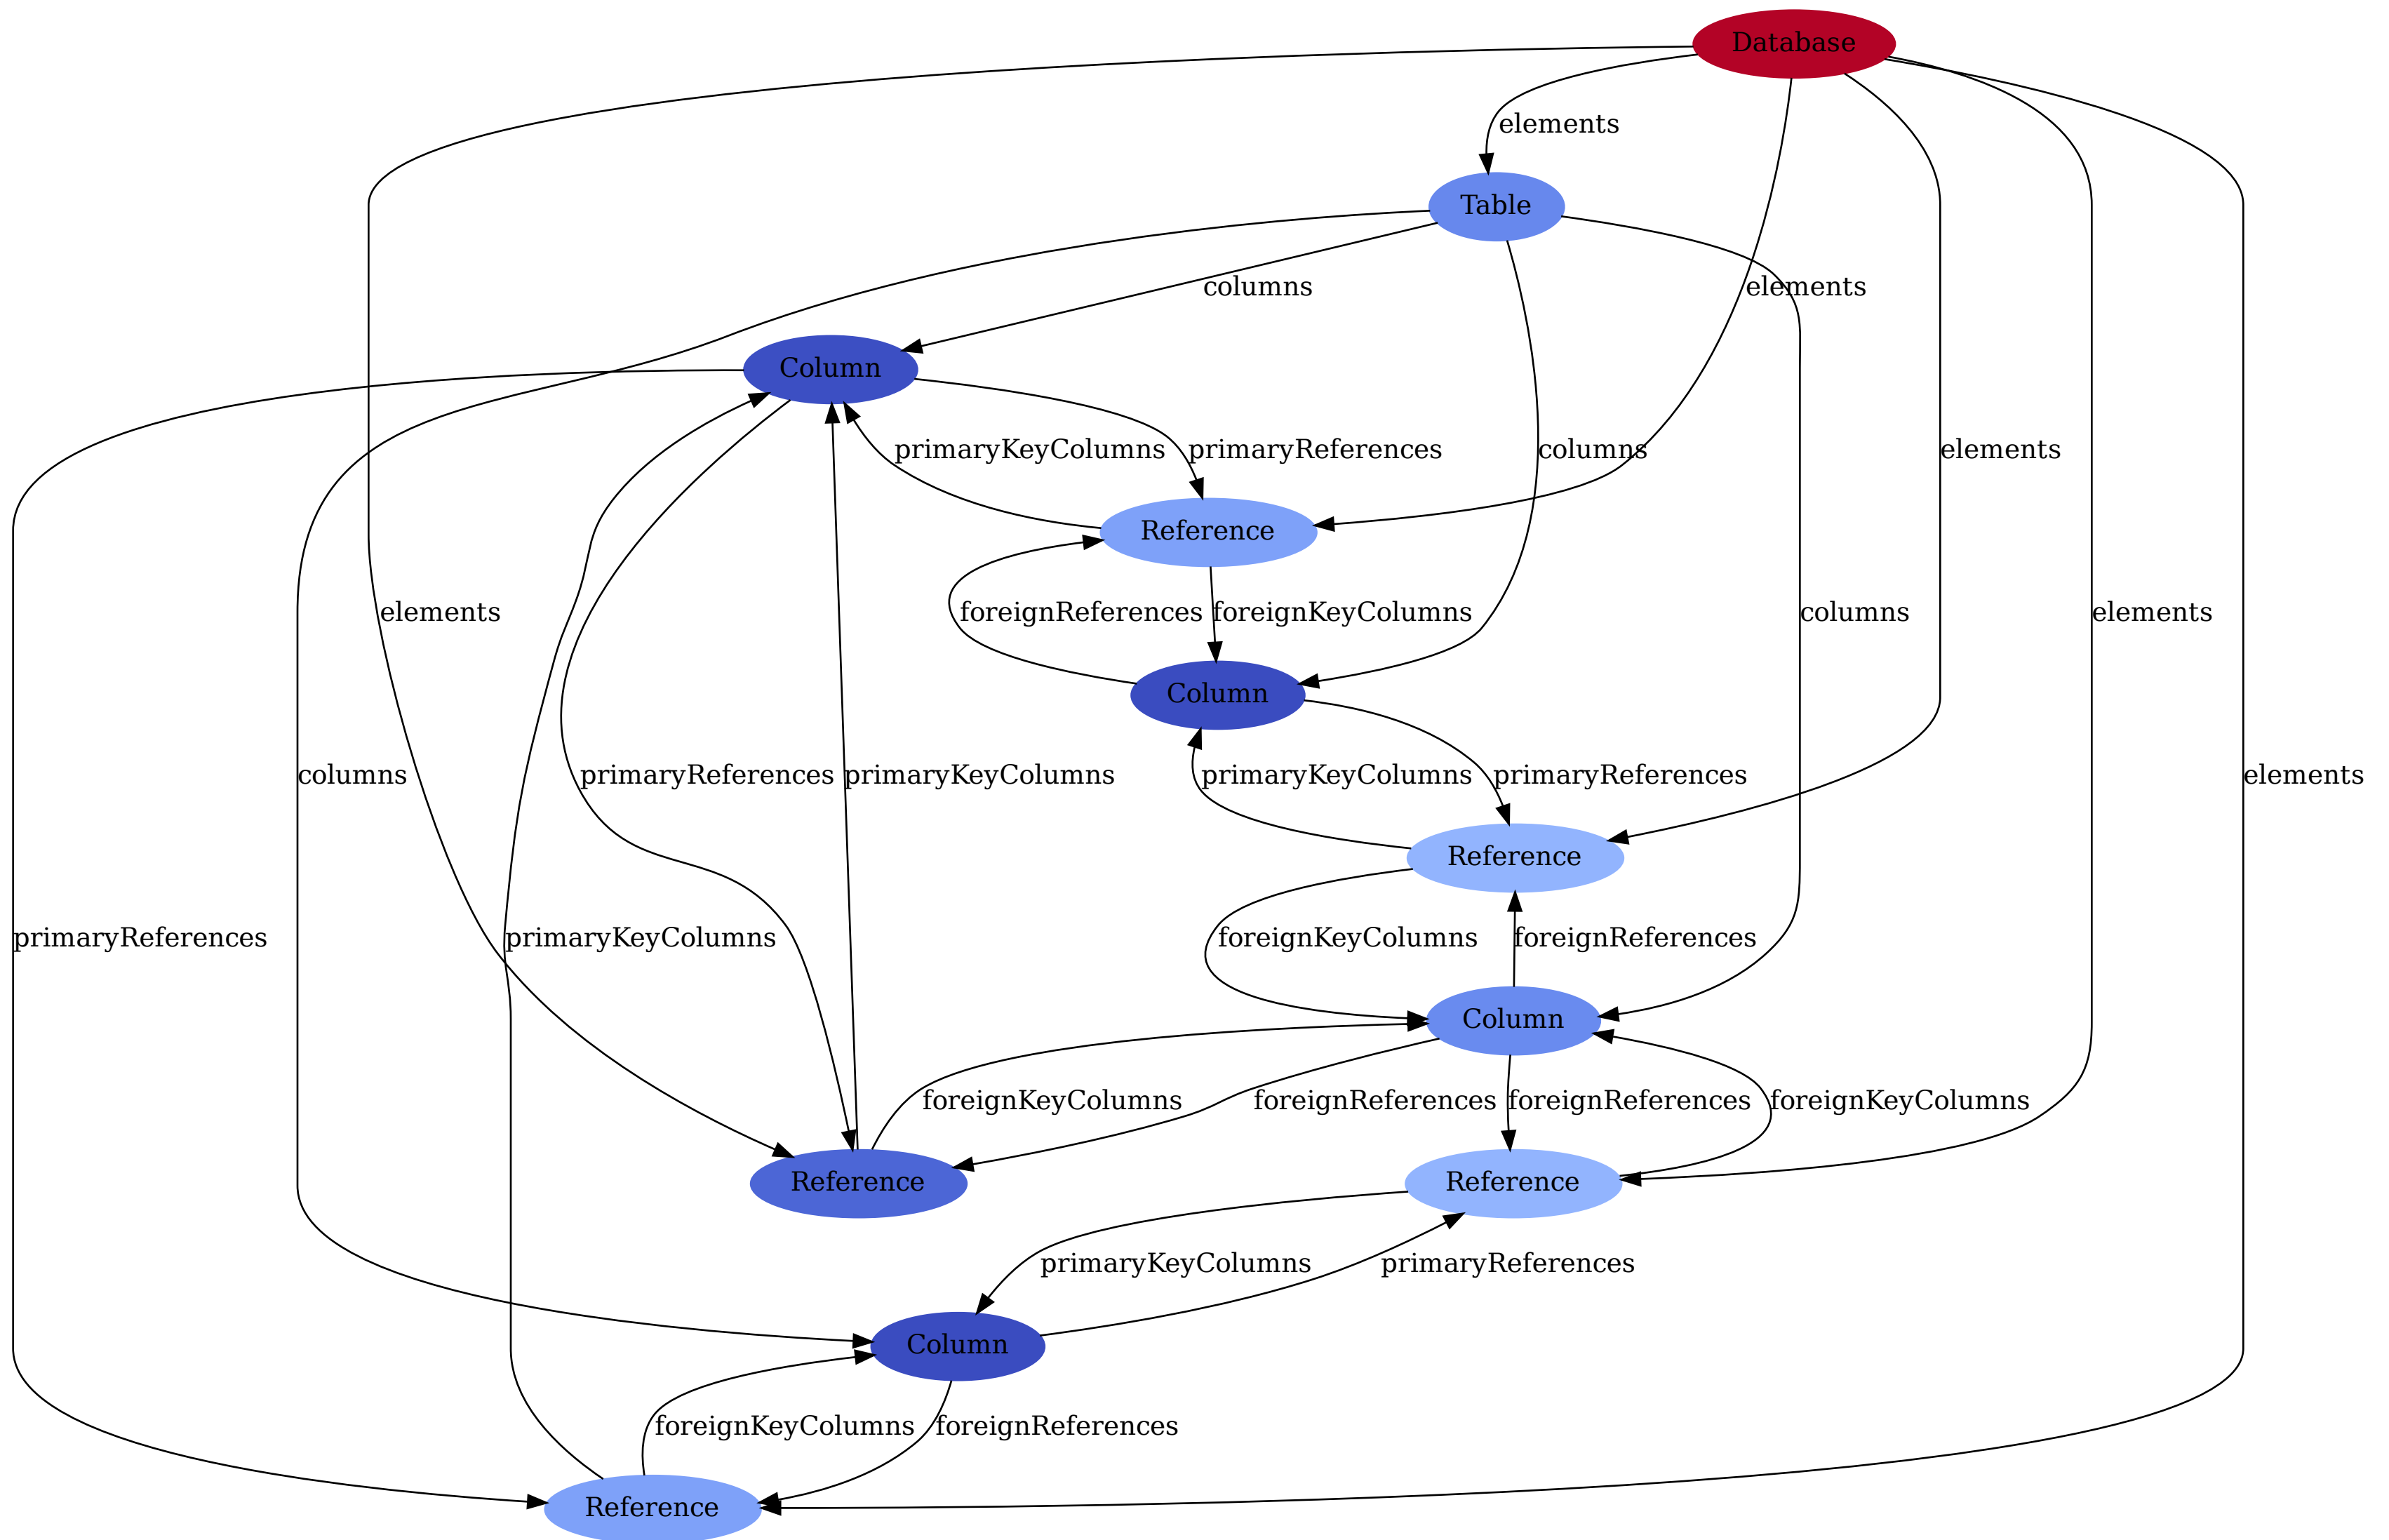 Database
elements
Table
columns
elements
Column
primaryKeyColumns
primaryReferences
columns
elements
Reference
elements
foreignReferences
foreignKeyColumns
columns
elements
Column
columns
primaryReferences
primaryKeyColumns
primaryKeyColumns
primaryReferences
elements
Reference
primaryReferences
primaryKeyColumns
foreignKeyColumns
foreignReferences
Column
foreignKeyColumns
foreignReferences
foreignReferences
foreignKeyColumns
Reference
Reference
primaryKeyColumns
primaryReferences
Column
foreignKeyColumns
foreignReferences
Reference